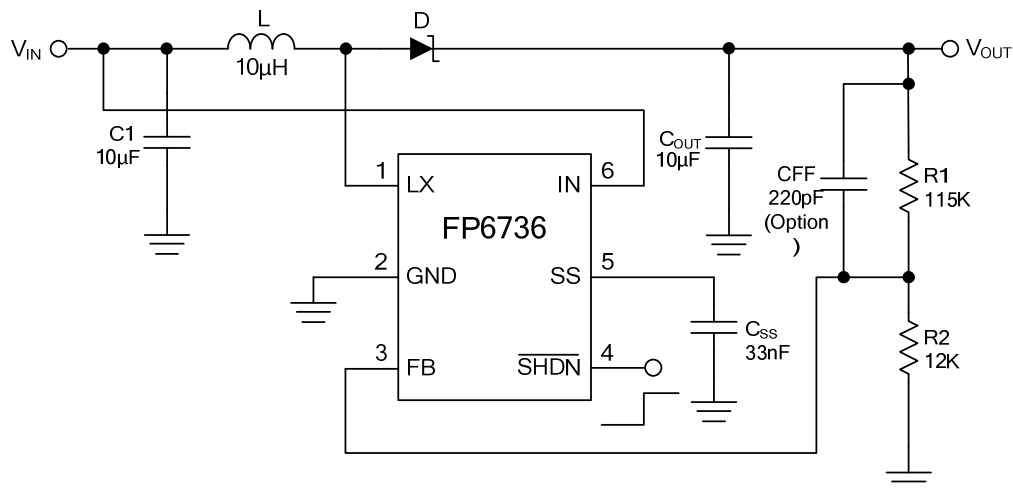 L
D
VIN
VOUT
10µH
C1
10µF
COUT
10µF
CFF
220pF
(Option
)
R1
115K
1
LX
IN
6
FP6736
2
GND
SS
5
CSS
33nF
3
FB
SHDN
4
R2
12K